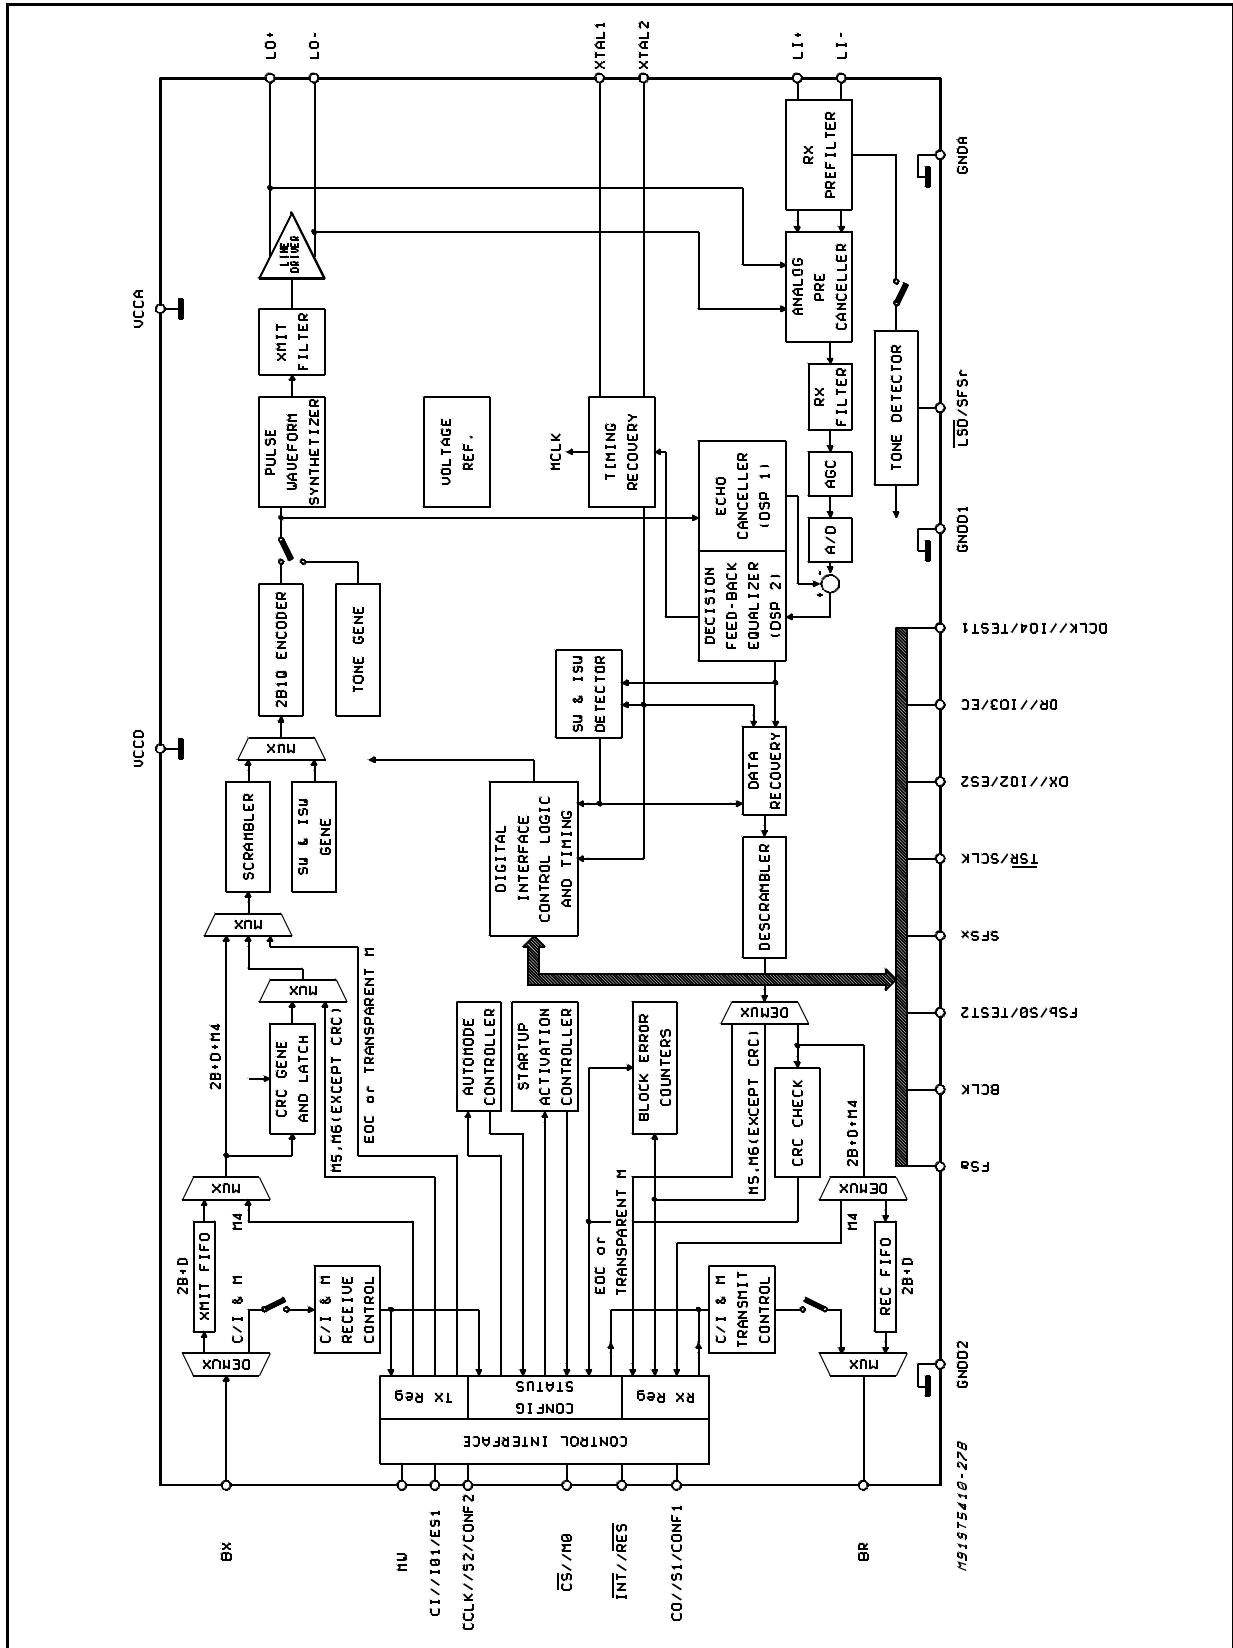 LO+
LO-
XTAL1
XTAL2
LI+
LI-
VCCA
GNDA
LINE
DRIVER
RX
PREFILTER
XMIT
FILTER
ANALOG
PRE
CANCELLER
PULSE
WAVEFORM
SYNTHETIZER
VOLTAGE
REF.
MCLK
TIMING
RECOVERY
RX
FILTER
TONE DETECTOR
LSD/SFSr
ECHO
CANCELLER
(DSP 1)
AGC
A/D
GNDD1
2B1Q ENCODER
TONE GENE
DECISION
FEED-BACK
EQUALIZER
(DSP 2)
-
+
SW & ISW
DETECTOR
DCLK//IO4/TEST1
DR//IO3/EC
DX//IO2/ES2
TSR/SCLK
SFSx
FSb/S0/TEST2
BCLK
FSa
VCCD
MUX
SCRAMBLER
SW & ISW
GENE
DIGITAL
INTERFACE
CONTROL LOGIC
AND TIMING
DATA
RECOVERY
MUX
DESCRAMBLER
2B+D+M4
MUX
CRC GENE
AND LATCH
M5,M6(EXCEPT CRC)
EOC or TRANSPARENT M
AUTOMODE
CONTROLLER
STARTUP
ACTIVATION
CONTROLLER
BLOCK ERROR
COUNTERS
DEMUX
M5,M6(EXCEPT CRC)
CRC CHECK
2B+D+M4
MUX
M4
DEMUX
M4
2B+D
XMIT FIFO
C/I & M
C/I & M
RECEIVE
CONTROL
EOC or
TRANSPARENT M
C/I & M
TRANSMIT
CONTROL
REC FIFO
2B+D
DEMUX
MUX
GNDD2
TX Reg
CONFIG
STATUS
RX Reg
CONTROL INTERFACE
BX
MW
CI//IO1/ES1
CCLK//S2/CONF2
CS//M0
INT//RES
CO//S1/CONF1
BR
M919T5410-27B